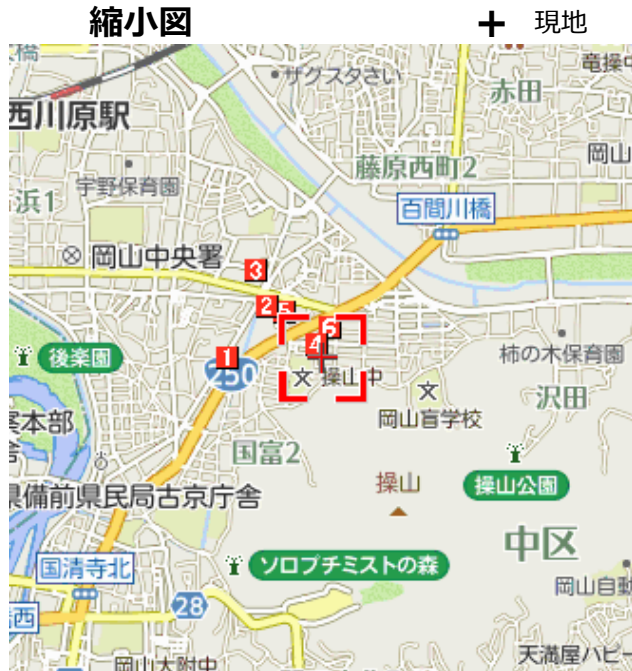 縮小図
＋ 現地
橋
ザグスタさい
竜操中
赤田
西川原駅
岡山
藤原西町2
宇野保育園
浜1
百間川橋
岡山中央署
3
2
5
6
後楽園
1
4
柿の木保育園
250
操山中
沢田
岡山盲学校
本部
舎
国富2
操山
操山公園
備前県民局古京庁舎
中区
国清寺北
ソロプチミストの森
岡山自動
28
西
岡山大附中
天満屋ハピー